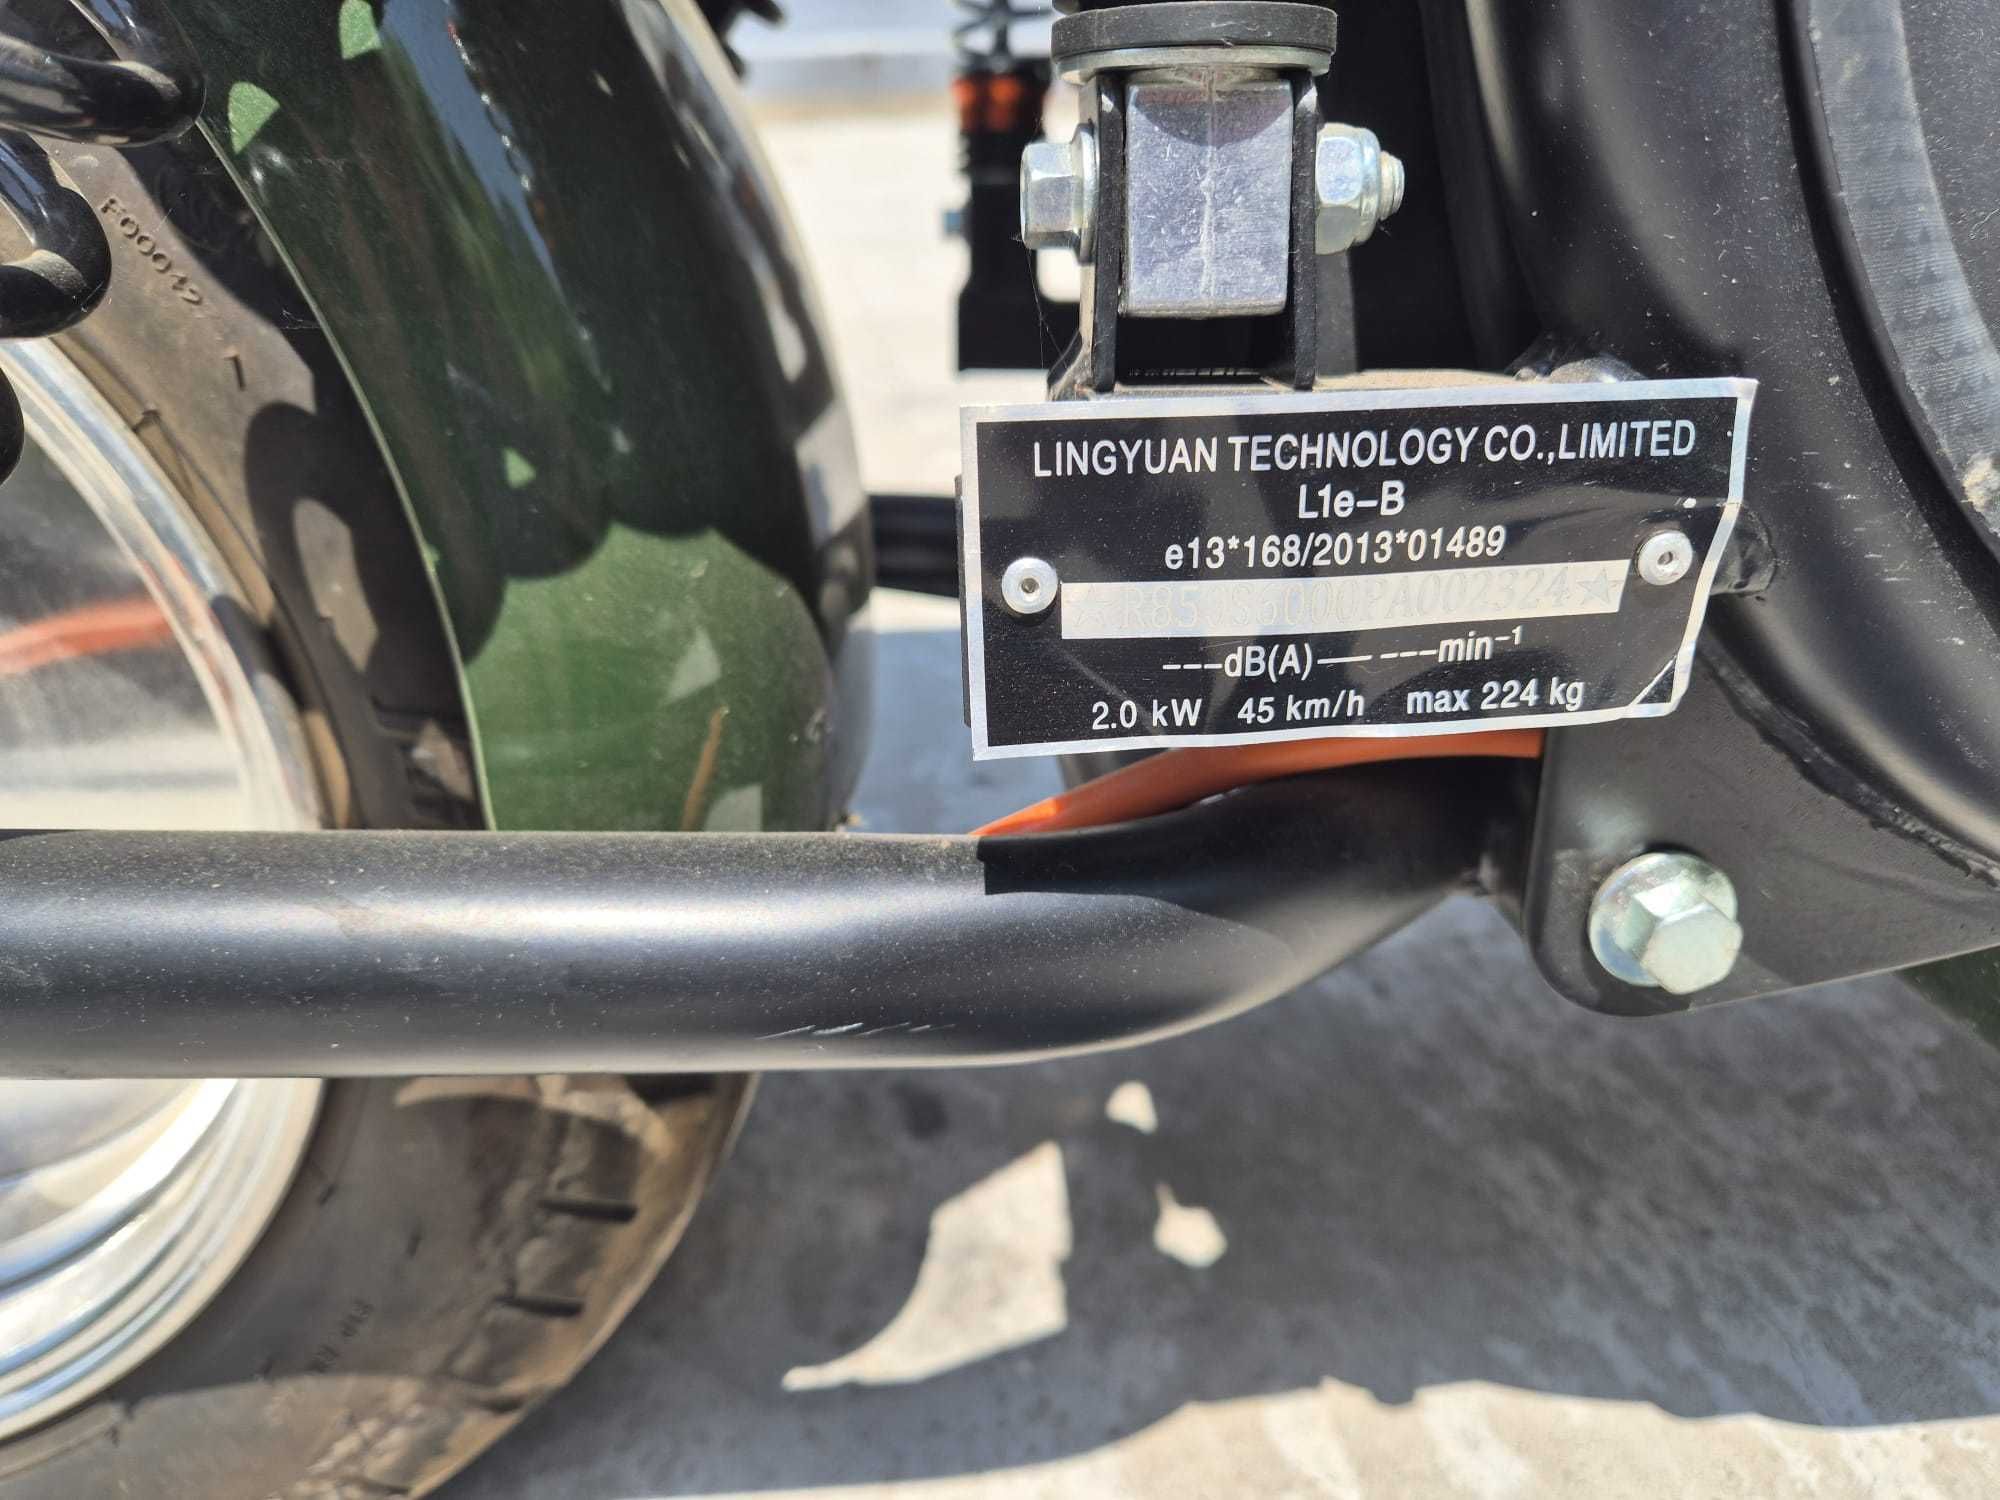 F000427
LINGYUAN TECHNOLOGY CO.,LIMITED
L1e-B
e13*168/2013*01489
☆R850S6000PA002324☆
---dB(A)— ---min⁻¹
2.0 kW 45 km/h max 224 kg